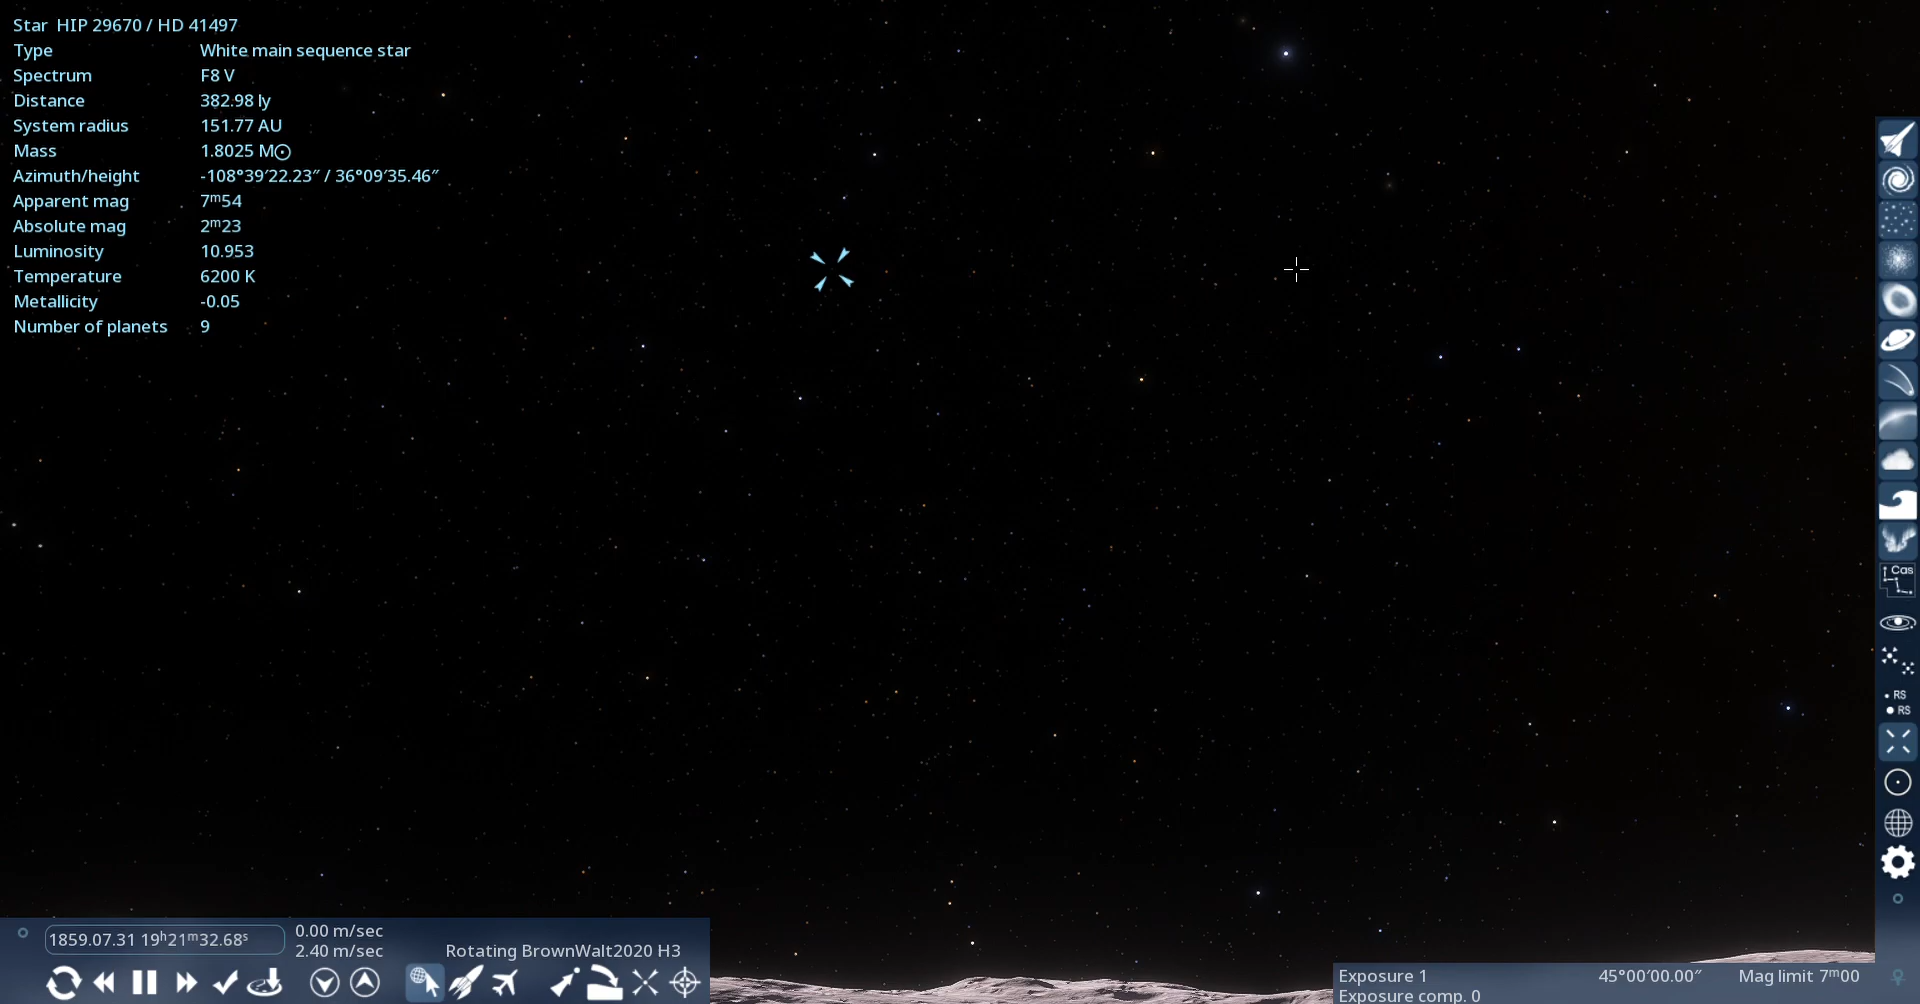 Star HIP 29670 / HD 41497
Type White main sequence star
Spectrum F8 V
Distance 382.98 ly
System radius 151.77 AU
Mass 1.8025 M☉
Azimuth/height -108°39′22.23″ / 36°09′35.46″
Apparent mag 7ᵐ54
Absolute mag 2ᵐ23
Luminosity 10.953
Temperature 6200 K
Metallicity -0.05
Number of planets 9
Cas
RS
RS
1859.07.31 19ʰ21ᵐ32.68ˢ
0.00 m/sec
2.40 m/sec
Rotating BrownWalt2020 H3
Exposure 1 45°00′00.00″ Mag limit 7ᵐ00
Exposure comp. 0